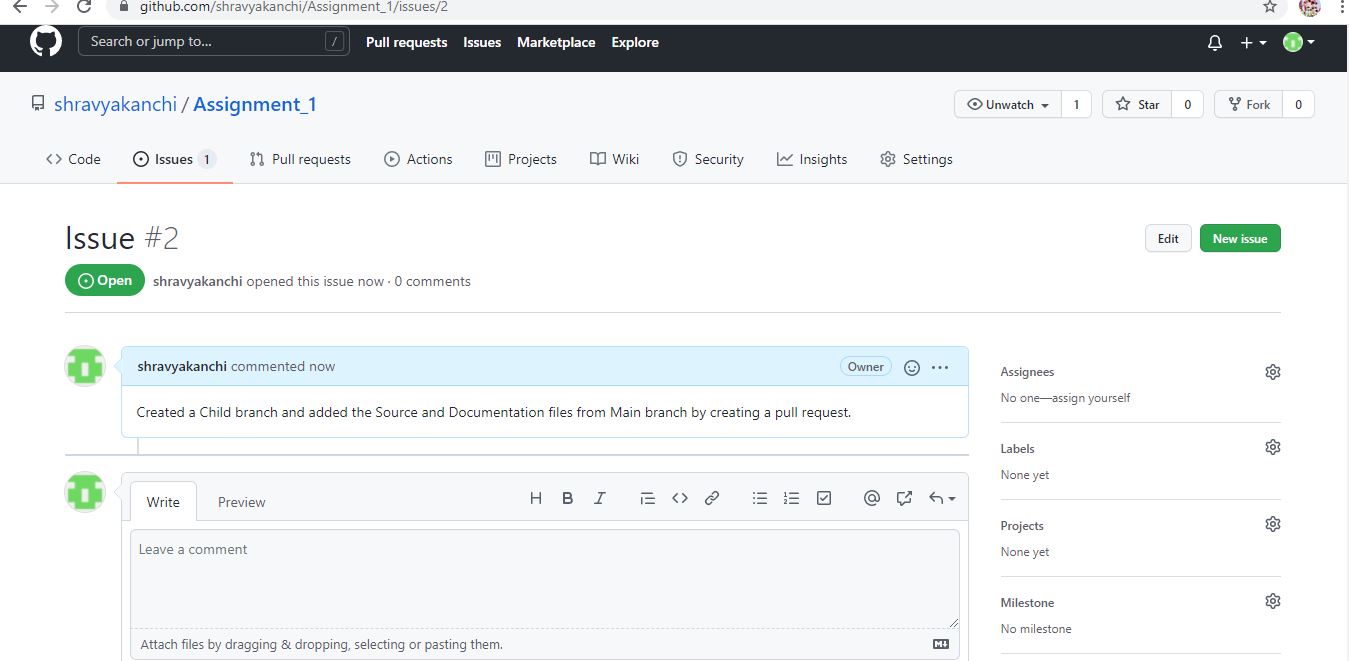 github.com/shravyakanchi/Assignment_1/issues/2
Search or jump to... / Pull requests Issues Marketplace Explore
shravyakanchi / Assignment_1 Unwatch 1 Star 0 Fork 0
Code Issues 1 Pull requests Actions Projects Wiki Security Insights Settings
Issue #2 Edit New issue
Open shravyakanchi opened this issue now · 0 comments
shravyakanchi commented now Owner ...
Created a Child branch and added the Source and Documentation files from Main branch by creating a pull request.
Assignees
No one—assign yourself
Labels
None yet
Write Preview H B I @
Leave a comment
Projects
None yet
Milestone
No milestone
Attach files by dragging & dropping, selecting or pasting them.